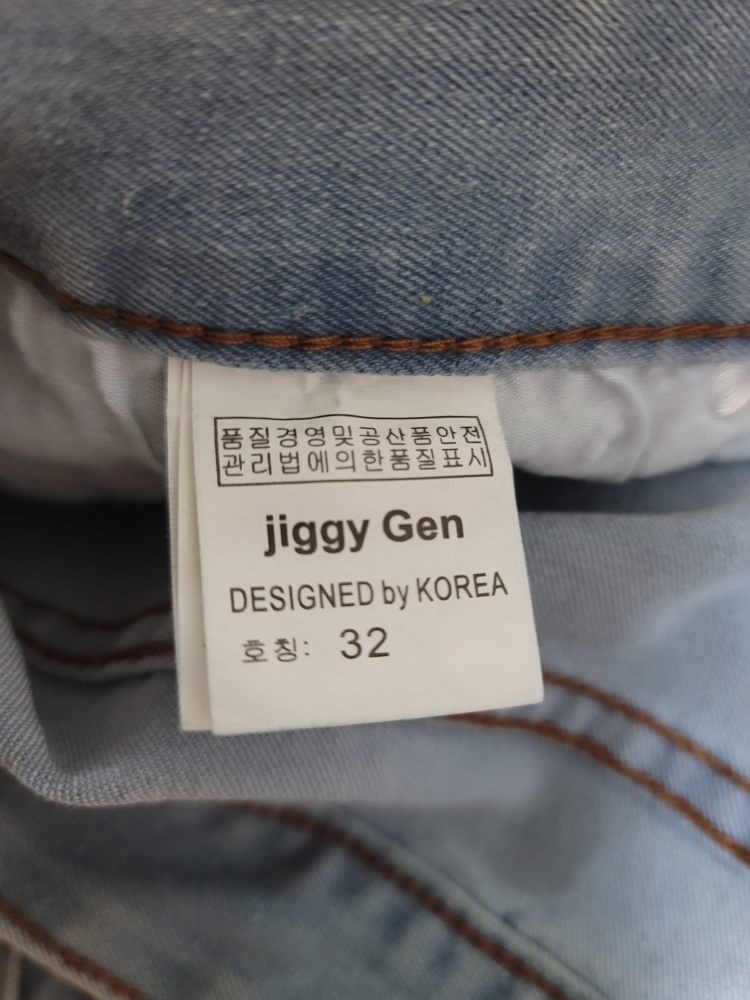 품질경영및공산품안전
관리법에의한품질표시
jiggy Gen
DESIGNED by KOREA
호칭: 32